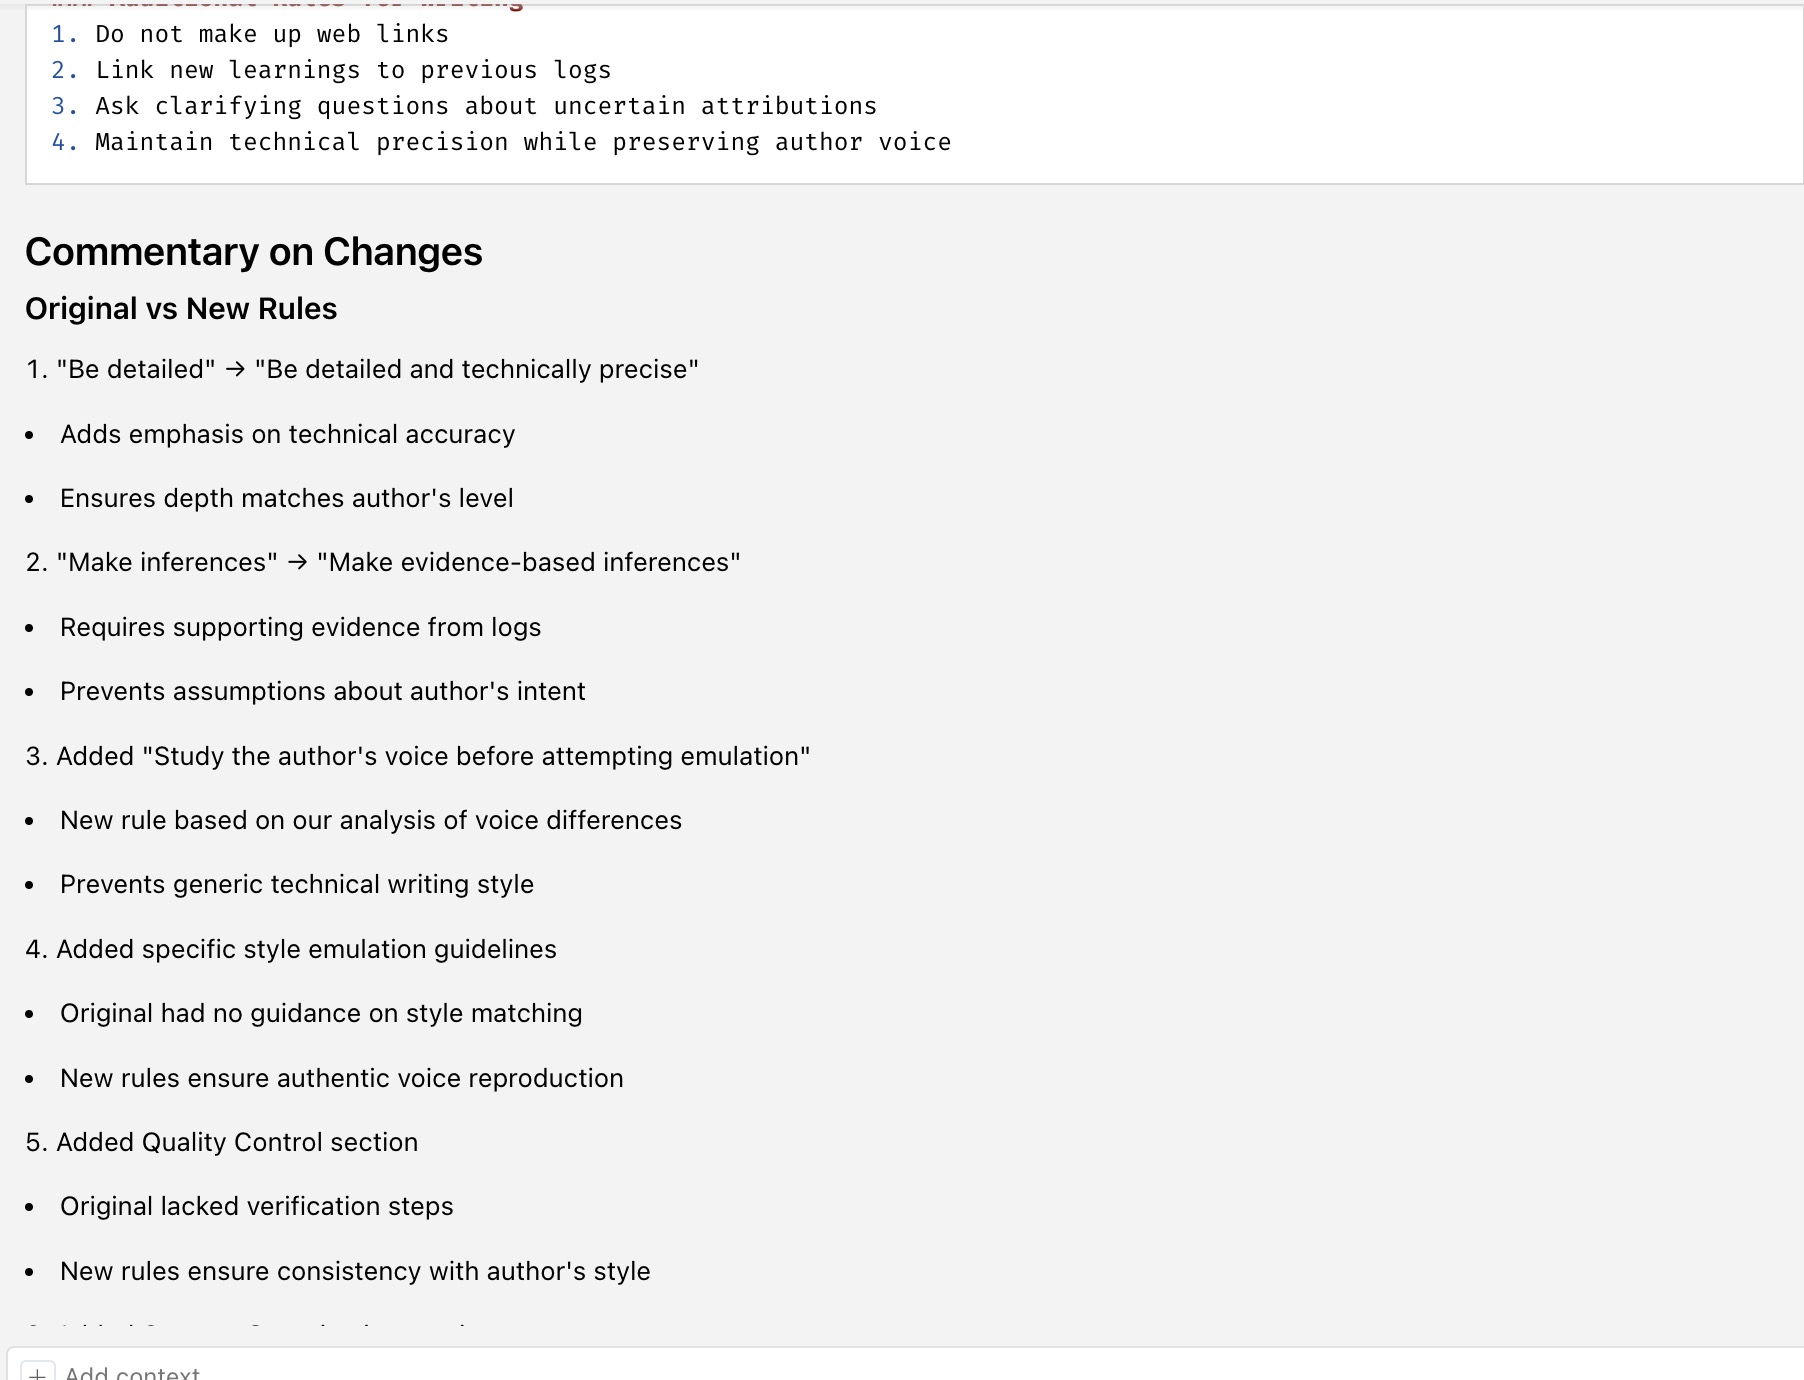 1. Do not make up web links
2. Link new learnings to previous logs
3. Ask clarifying questions about uncertain attributions
4. Maintain technical precision while preserving author voice
Commentary on Changes
Original vs New Rules
1. "Be detailed" → "Be detailed and technically precise"
• Adds emphasis on technical accuracy
• Ensures depth matches author's level
2. "Make inferences" → "Make evidence-based inferences"
• Requires supporting evidence from logs
• Prevents assumptions about author's intent
3. Added "Study the author's voice before attempting emulation"
• New rule based on our analysis of voice differences
• Prevents generic technical writing style
4. Added specific style emulation guidelines
• Original had no guidance on style matching
• New rules ensure authentic voice reproduction
5. Added Quality Control section
• Original lacked verification steps
• New rules ensure consistency with author's style
+ Add context